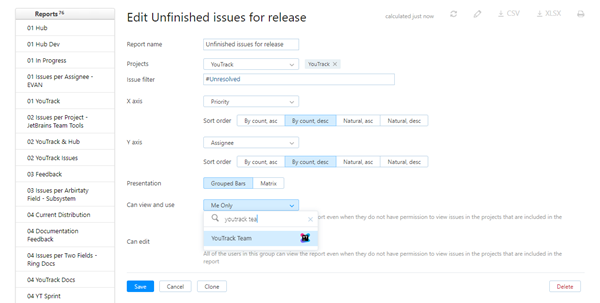 Reports 75
01 Hub
01 Hub Dev
01 In Progress
01 Issues per Assignee -
EVAN
01 YouTrack
02 Issues per Project -
JetBrains Team Tools
02 YouTrack & Hub
02 YouTrack Issues
03 Feedback
03 Issues per Arbirtaty
Field - Subsystem
04 Current Distribution
04 Documentation
Feedback
04 Issues per Two Fields -
Ring Docs
04 YouTrack Docs
04 YT Sprint
Edit Unfinished issues for release
calculated just now
CSV
XLSX
Report name
Unfinished issues for release
Projects
YouTrack
YouTrack ×
Issue filter
#Unresolved
X axis
Priority
Sort order
By count, asc
By count, desc
Natural, asc
Natural, desc
Y axis
Assignee
Sort order
By count, asc
By count, desc
Natural, asc
Natural, desc
Presentation
Grouped Bars
Matrix
Can view and use
Me Only
youtrack tea
report even when they do not have permission to view issues in the projects that are included in the
YouTrack Team
Can edit
All of the users in this group can edit the report even when they do not have permission to view issues in the projects that are included in the
report
Save
Cancel
Clone
Delete